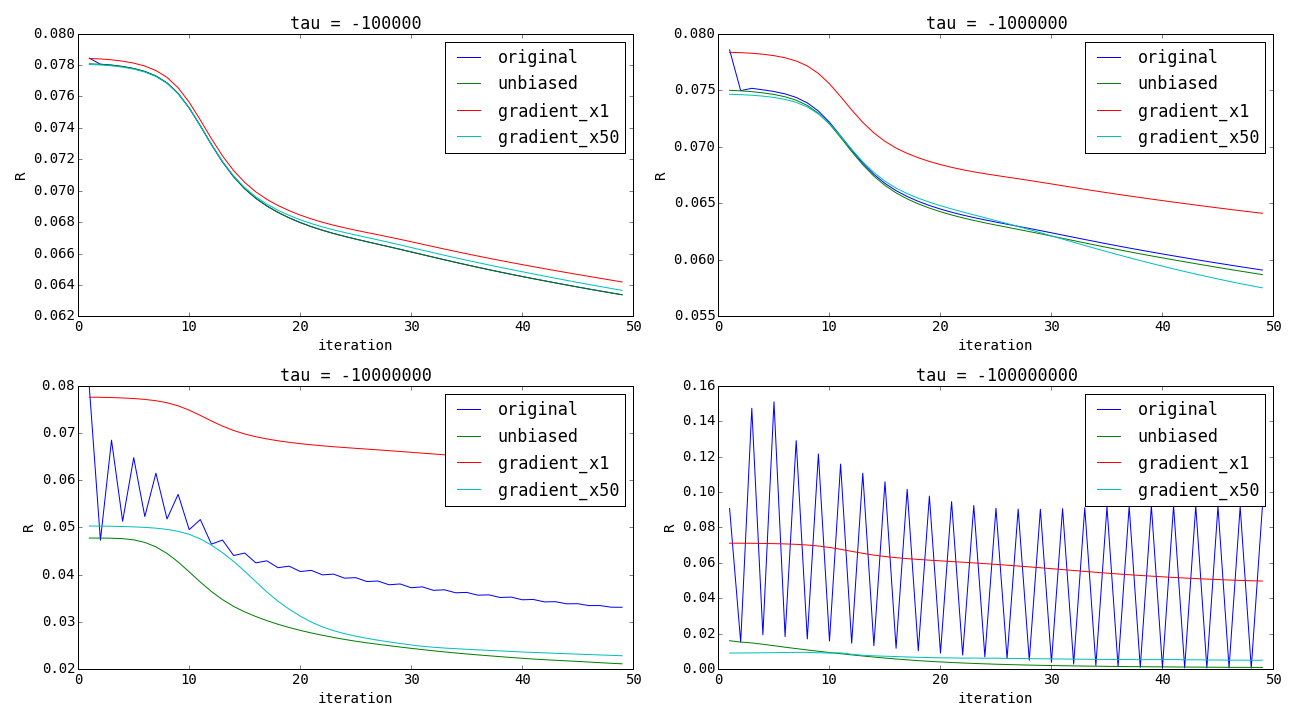 tau = -100000
0.080
0.078
0.076
0.074
0.072
0.070
0.068
0.066
0.064
0.062
R
0
10
20
30
40
50
iteration
original
unbiased
gradient_x1
gradient_x50
tau = -1000000
0.080
0.075
0.070
0.065
0.060
0.055
R
0
10
20
30
40
50
iteration
original
unbiased
gradient_x1
gradient_x50
tau = -10000000
0.08
0.07
0.06
0.05
0.04
0.03
0.02
R
0
10
20
30
40
50
iteration
original
unbiased
gradient_x1
gradient_x50
tau = -100000000
0.16
0.14
0.12
0.10
0.08
0.06
0.04
0.02
0.00
R
0
10
20
30
40
50
iteration
original
unbiased
gradient_x1
gradient_x50